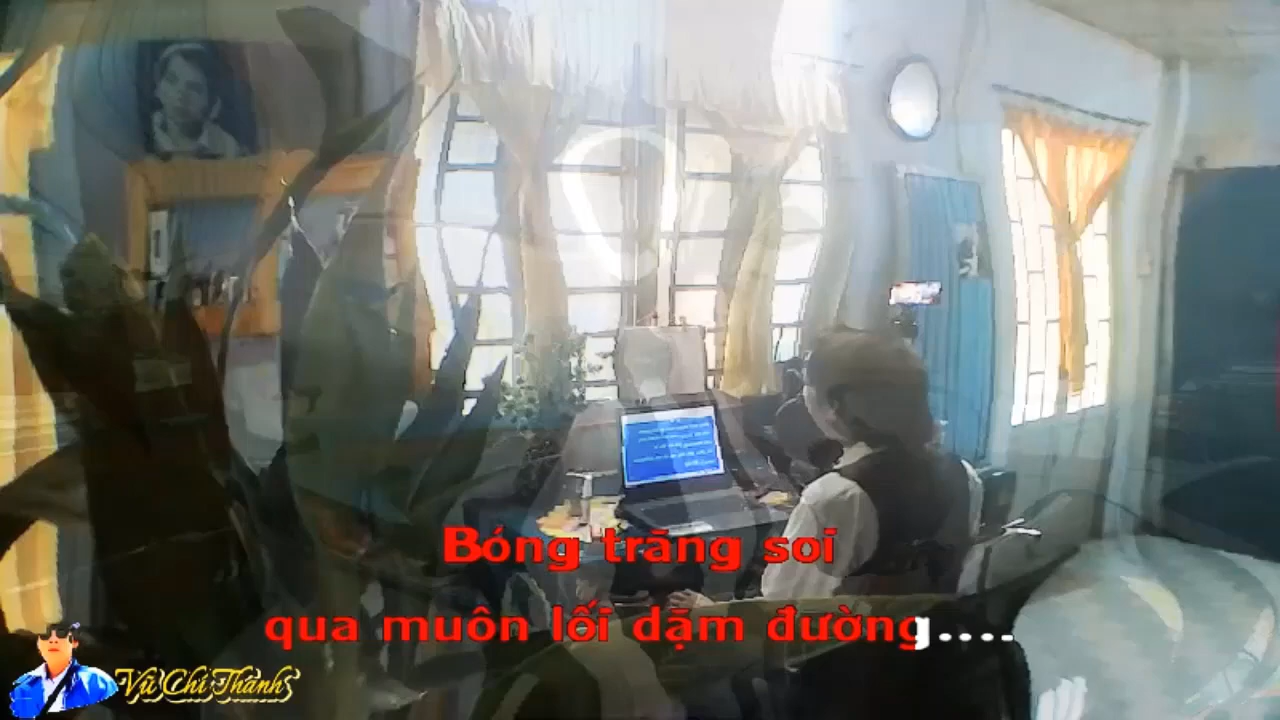 Bóng trăng soi
qua muôn lối dặm đường....
Vũ Chí Thành